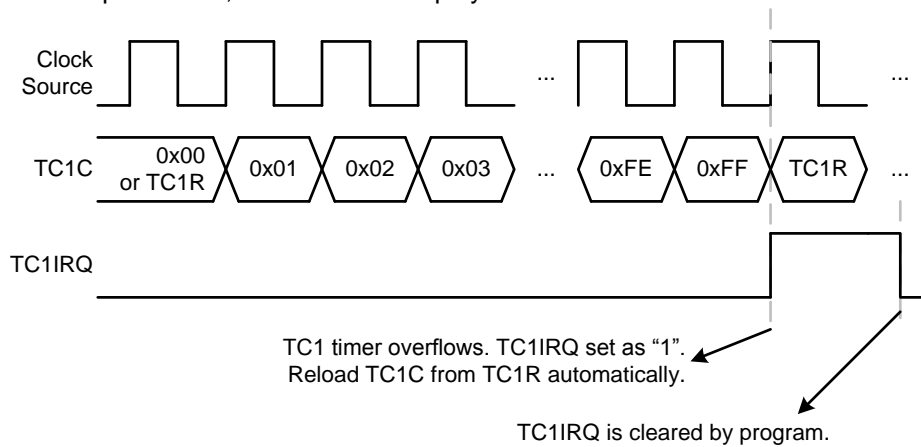 Clock
Source
...
...
TC1C
0x00
or TC1R
0x01
0x02
0x03
...
0xFE
0xFF
TC1R
...
TC1IRQ
TC1 timer overflows. TC1IRQ set as “1”.
Reload TC1C from TC1R automatically.
TC1IRQ is cleared by program.